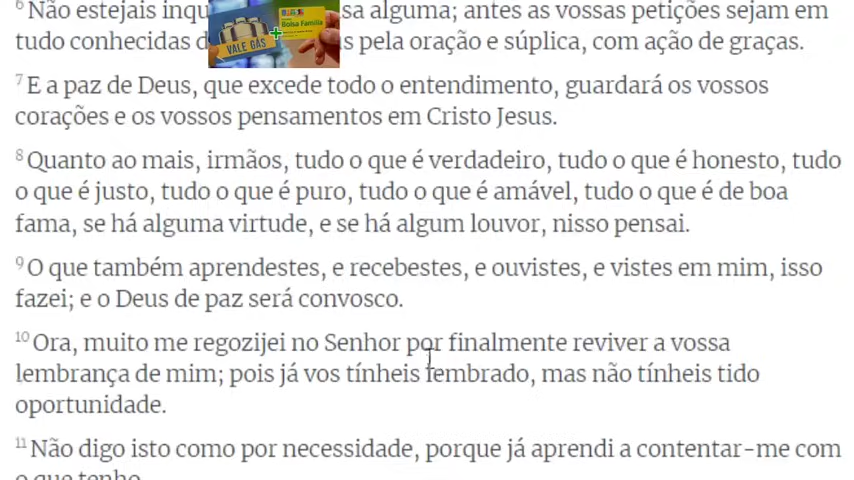 6 Não estejais inqu sa alguma; antes as vossas petições sejam em
VALE GÁS
Bolsa Família
tudo conhecidas d s pela oração e súplica, com ação de graças.
7 E a paz de Deus, que excede todo o entendimento, guardará os vossos
corações e os vossos pensamentos em Cristo Jesus.
8 Quanto ao mais, irmãos, tudo o que é verdadeiro, tudo o que é honesto, tudo
o que é justo, tudo o que é puro, tudo o que é amável, tudo o que é de boa
fama, se há alguma virtude, e se há algum louvor, nisso pensai.
9 O que também aprendestes, e recebestes, e ouvistes, e vistes em mim, isso
fazei; e o Deus de paz será convosco.
10 Ora, muito me regozijei no Senhor por finalmente reviver a vossa
lembrança de mim; pois já vos tínheis lembrado, mas não tínheis tido
oportunidade.
11 Não digo isto como por necessidade, porque já aprendi a contentar-me com
o que tenho.